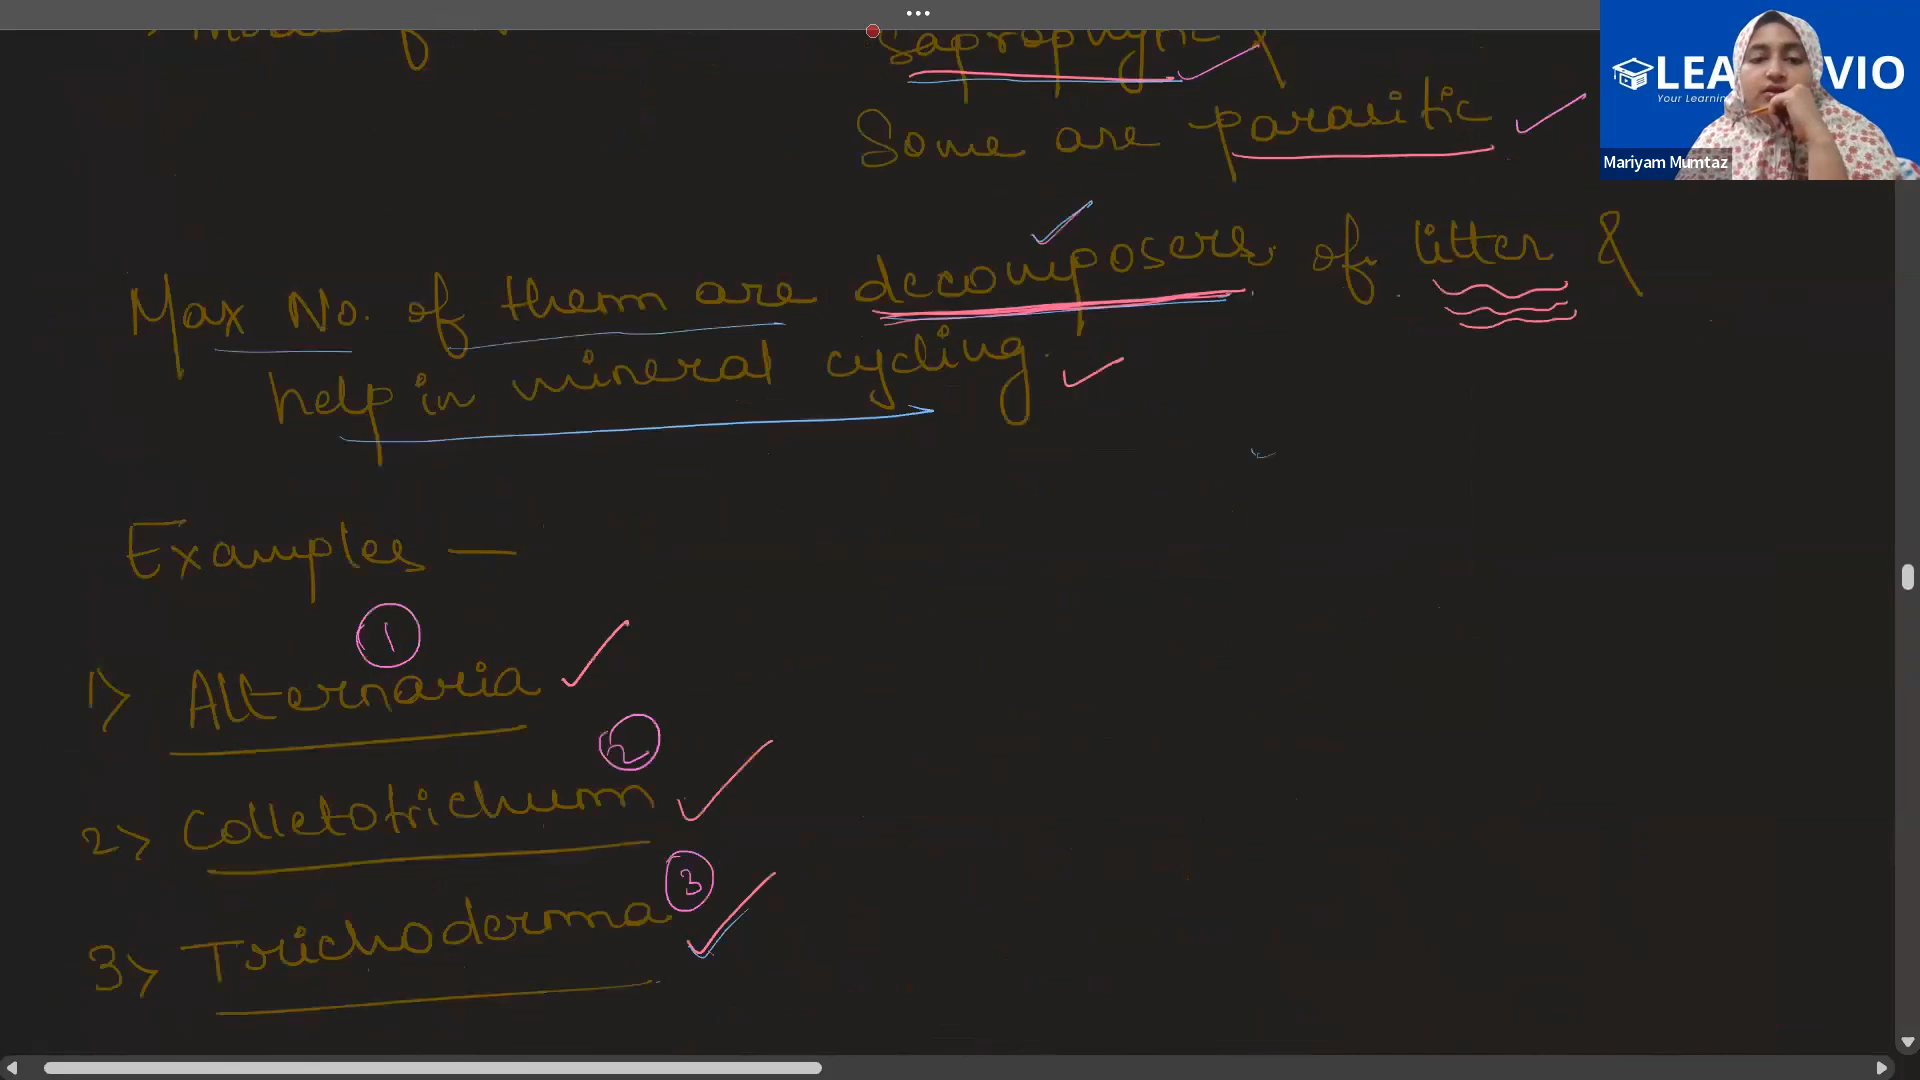 saprophytic &
Some are parasitic
Max No. of them are decomposers of litter &
help in mineral cycling.
Examples —
1
1> Alternaria
2
2> Colletotrichum
3
3> Trichoderma
LEA VIO
Your Learnin
Mariyam Mumtaz